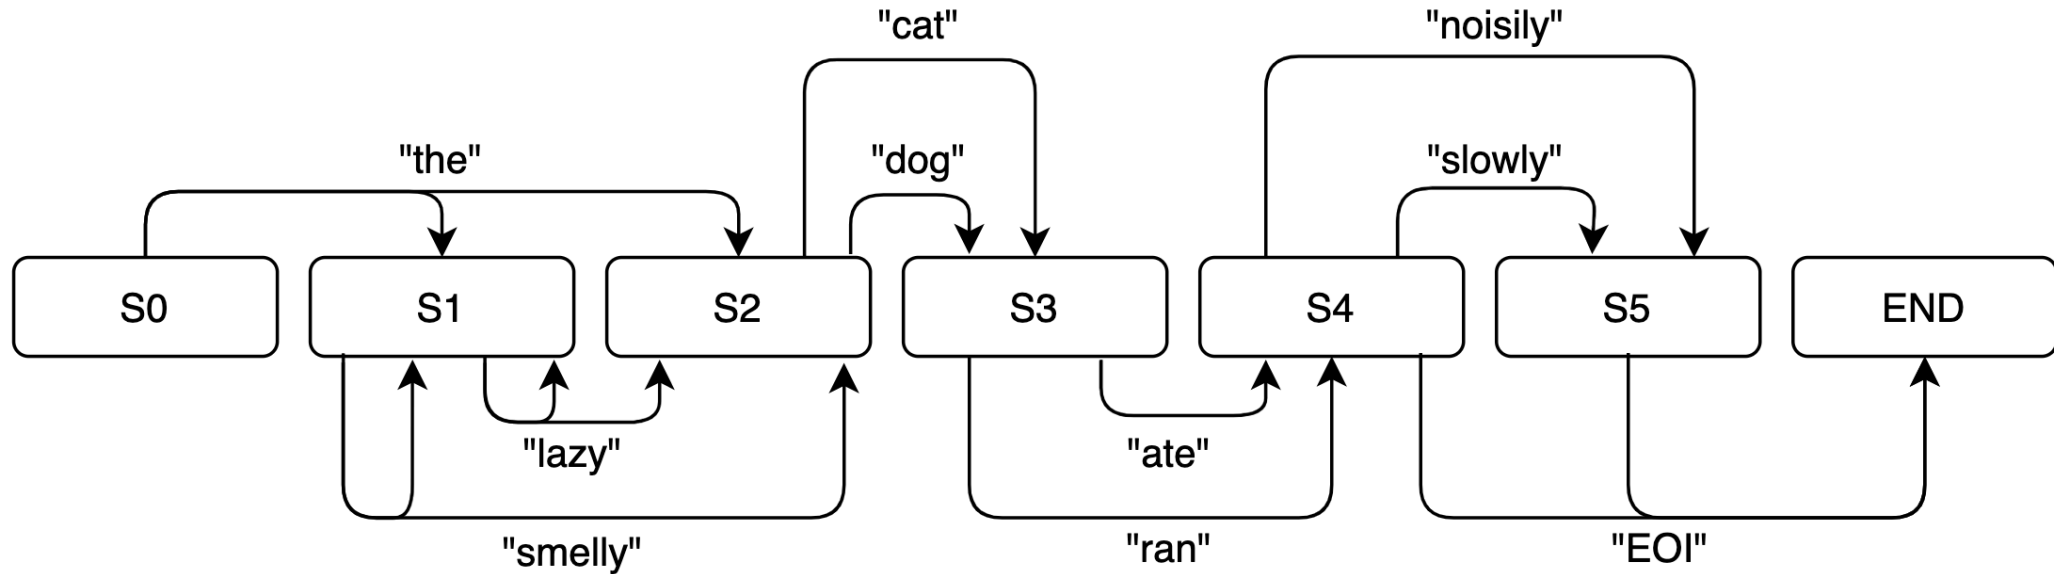 "cat"
"noisily"
"the"
"dog"
"slowly"
S0
S1
S2
S3
S4
S5
END
"lazy"
"ate"
"smelly"
"ran"
"EOI"